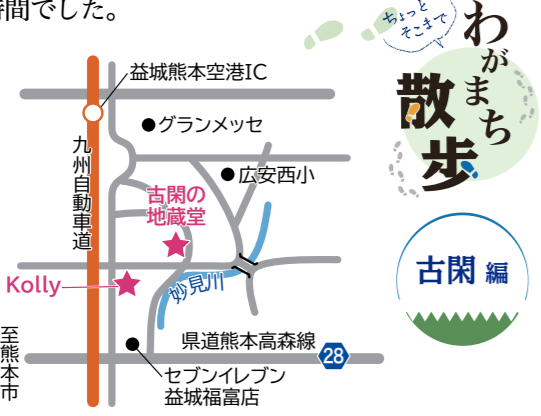 時間でした。
ちょっと
そこまで
わがまち
散歩
古閑 編
益城熊本空港IC
グランメッセ
九州自動車道
広安西小
古閑の
地蔵堂
Kolly
妙見川
県道熊本高森線
28
至熊本市
セブンイレブン
益城福富店